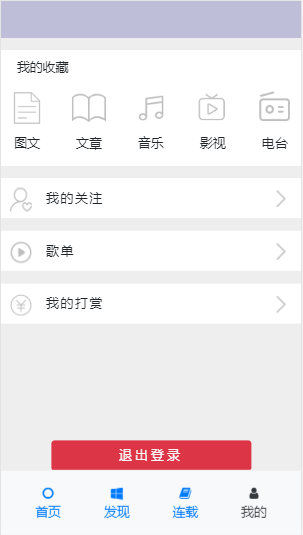 我的收藏
图文 文章 音乐 影视 电台
我的关注
歌单
我的打赏
退出登录
首页 发现 连载 我的